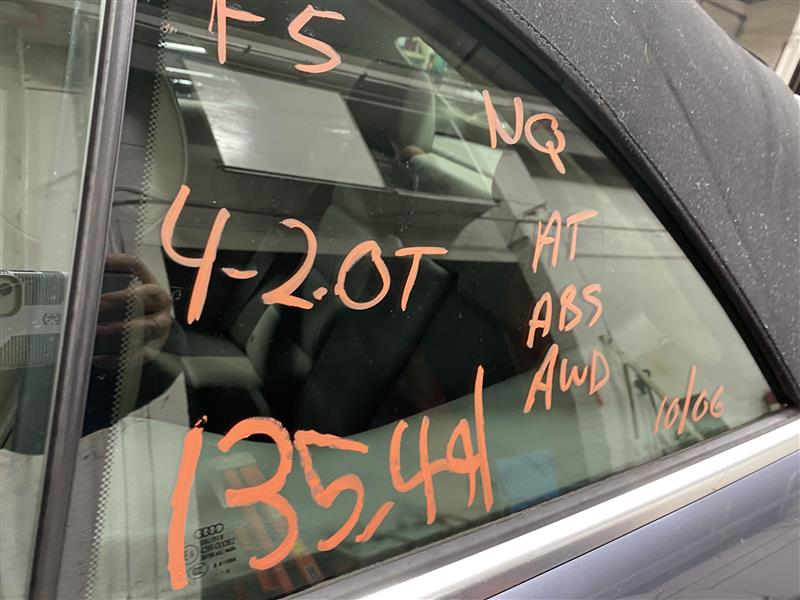 F5
NQ
4-2.0T
AT
ABS
AWD
10/06
135,441